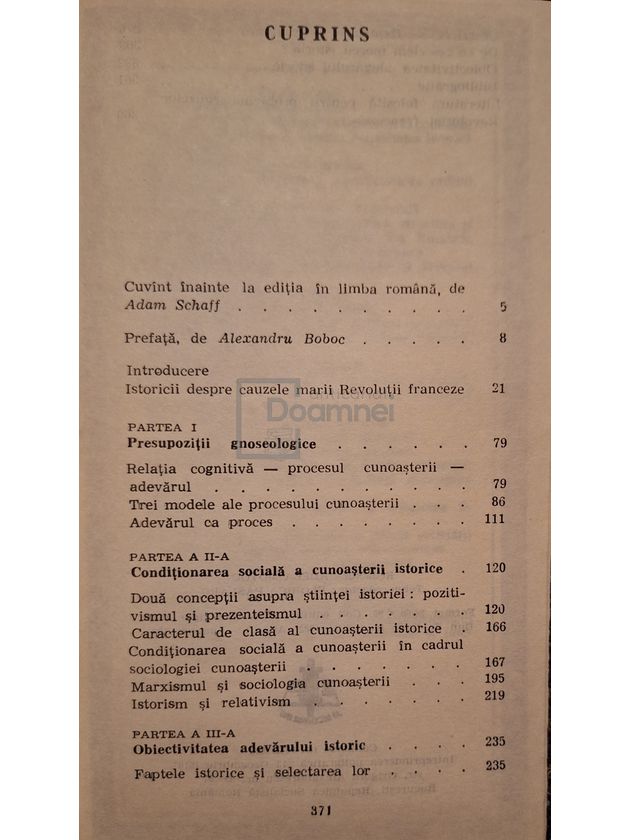 CUPRINS
Cuvînt înainte la ediția în limba română, de
Adam Schaff . . . . . . . . . . 5
Prefață, de Alexandru Boboc . . . . . 8
Introducere
Istoricii despre cauzele marii Revoluții franceze 21
Doamnei
PARTEA I
Presupoziții gnoseologice . . . . . . 79
Relația cognitivă — procesul cunoașterii —
adevărul . . . . . . . . . . . 79
Trei modele ale procesului cunoașterii . . . 86
Adevărul ca proces . . . . . . . . 111
PARTEA A II-A
Condiționarea socială a cunoașterii istorice . 120
Două concepții asupra științei istoriei : poziti-
vismul și prezenteismul . . . . . . . 120
Caracterul de clasă al cunoașterii istorice . 166
Condiționarea socială a cunoașterii în cadrul
sociologiei cunoașterii . . . . . . . 167
Marxismul și sociologia cunoașterii . . . 195
Istorism și relativism . . . . . . . 219
PARTEA A III-A
Obiectivitatea adevărului istoric . . . . 235
Faptele istorice și selectarea lor . . . . 235
371